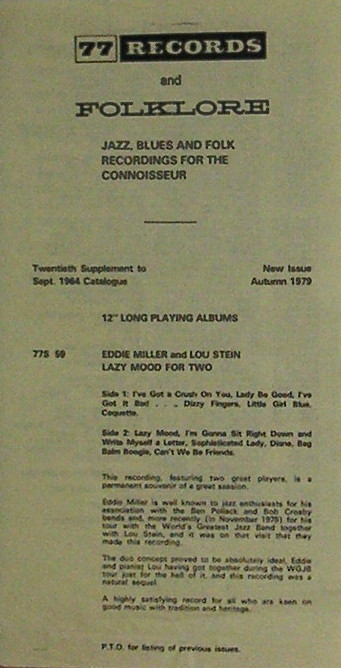 77 RECORDS
and
FOLKLORE
JAZZ, BLUES AND FOLK
RECORDINGS FOR THE
CONNOISSEUR
Twentieth Supplement to New Issue
Sept. 1964 Catalogue Autumn 1979
12" LONG PLAYING ALBUMS
77S 59 EDDIE MILLER and LOU STEIN
LAZY MOOD FOR TWO
Side 1: I've Got a Crush On You, Lady Be Good, I've
Got It Bad . . ., Dizzy Fingers, Little Girl Blue,
Coquette.
Side 2: Lazy Mood, I'm Gonna Sit Right Down and
Write Myself a Letter, Sophisticated Lady, Diane, Bag
Balm Boogie, Can't We Be Friends.
This recording, featuring two great players, is a
permanent souvenir of a great session.
Eddie Miller is well known to jazz enthusiasts for his
association with the Ben Pollack and Bob Crosby
bands and, more recently (in November 1978) for his
tour with the World's Greatest Jazz Band together
with Lou Stein, and it was on that visit that they
made this recording.
The duo concept proved to be absolutely ideal, Eddie
and pianist Lou having got together during the WGJB
tour just for the hell of it, and this recording was a
natural sequel.
A highly satisfying record for all who are keen on
good music with tradition and heritage.
P.T.O. for listing of previous issues.